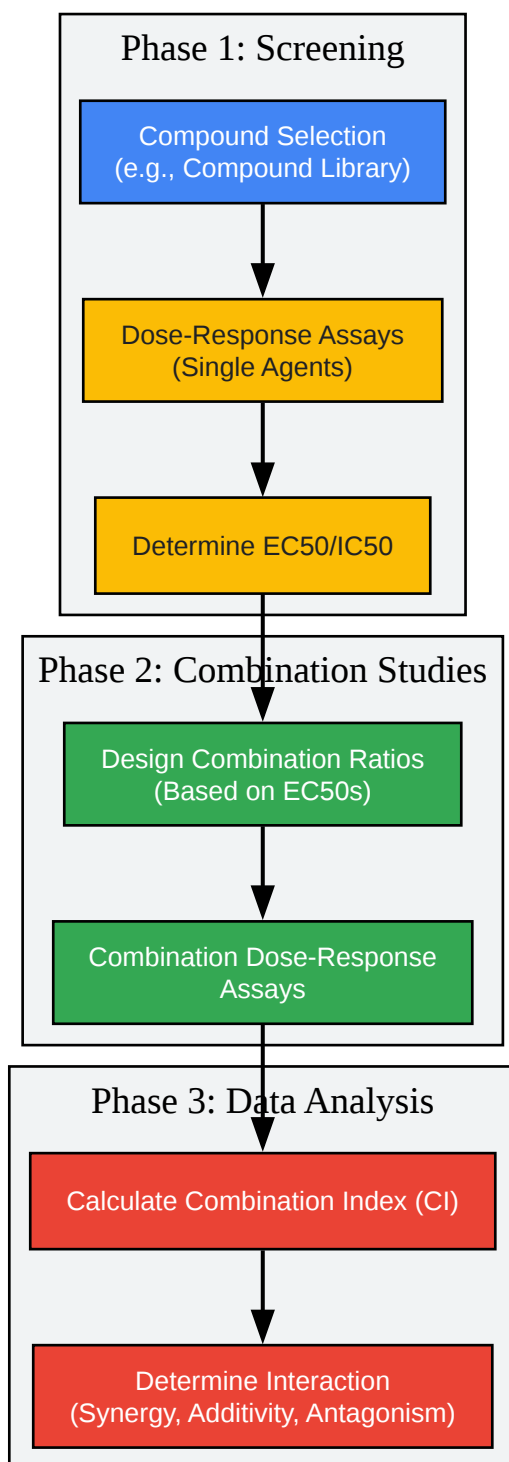 Phase 1: Screening
Compound Selection
(e.g., Compound Library)
Dose-Response Assays
(Single Agents)
Determine EC50/IC50
Phase 2: Combination Studies
Design Combination Ratios
(Based on EC50s)
Combination Dose-Response
Assays
Phase 3: Data Analysis
Calculate Combination Index (CI)
Determine Interaction
(Synergy, Additivity, Antagonism)